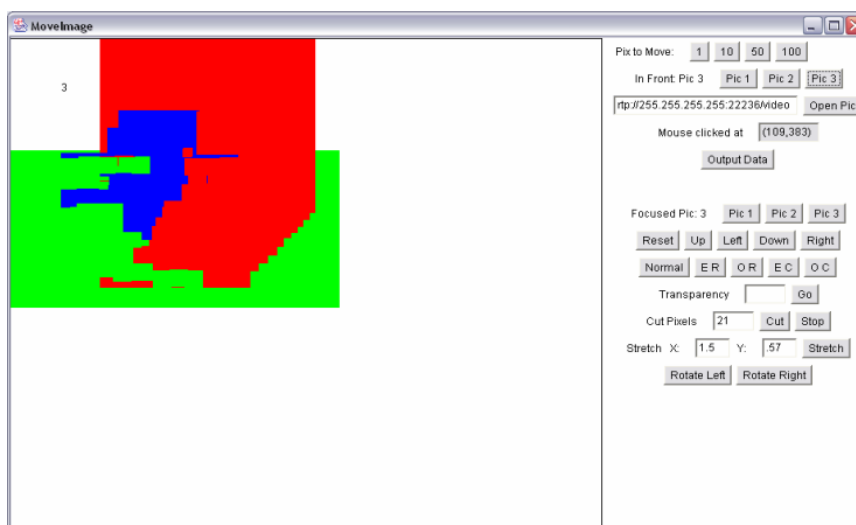 MoveImage
3
Pix to Move: 1 10 50 100
In Front: Pic 3 Pic 1 Pic 2 Pic 3
rtp://255.255.255.255:22236/video Open Pic
Mouse clicked at (109,383)
Output Data
Focused Pic: 3 Pic 1 Pic 2 Pic 3
Reset Up Left Down Right
Normal E R O R E C O C
Transparency Go
Cut Pixels 21 Cut Stop
Stretch X: 1.5 Y: .57 Stretch
Rotate Left Rotate Right